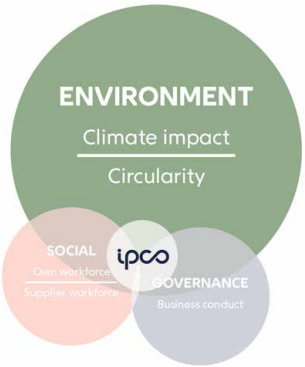 ENVIRONMENT
Climate impact
Circularity
SOCIAL
Own workforce
Supplier workforce
ipco
GOVERNANCE
Business conduct